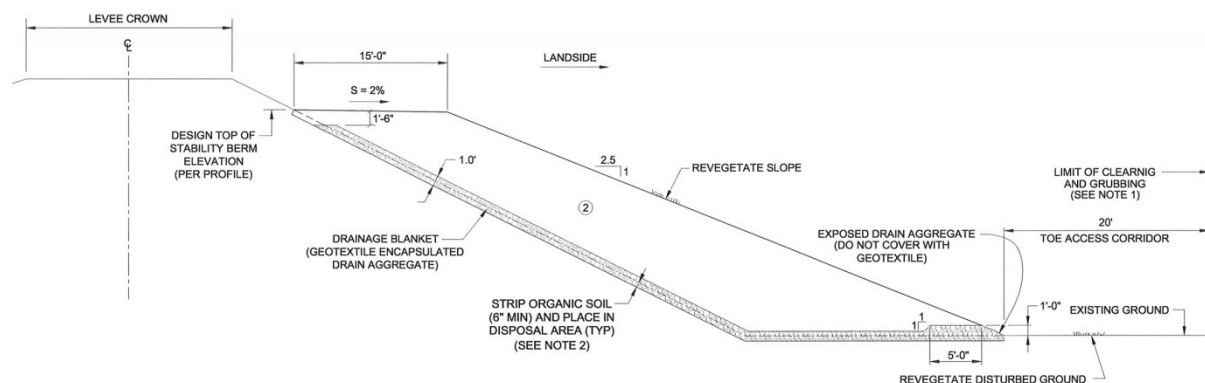 LEVEE CROWN
℄
15'-0"
LANDSIDE
S = 2%
1'-6"
DESIGN TOP OF
STABILITY BERM
ELEVATION
(PER PROFILE)
1.0'
2.5
1
REVEGETATE SLOPE
LIMIT OF CLEARNIG
AND GRUBBING
(SEE NOTE 1)
2
20'
TOE ACCESS CORRIDOR
DRAINAGE BLANKET
(GEOTEXTILE ENCAPSULATED
DRAIN AGGREGATE)
EXPOSED DRAIN AGGREGATE
(DO NOT COVER WITH
GEOTEXTILE)
STRIP ORGANIC SOIL
(6" MIN) AND PLACE IN
DISPOSAL AREA (TYP)
(SEE NOTE 2)
1
1
1'-0"
EXISTING GROUND
5'-0"
REVEGETATE DISTURBED GROUND